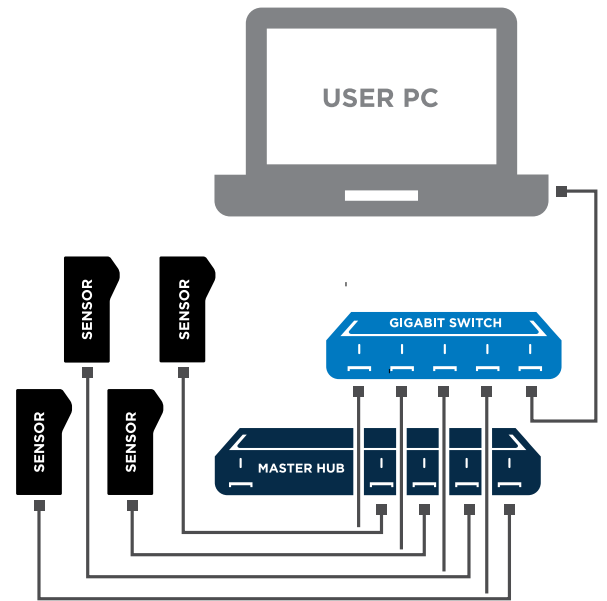 USER PC
SENSOR
SENSOR
GIGABIT SWITCH
SENSOR
SENSOR
MASTER HUB